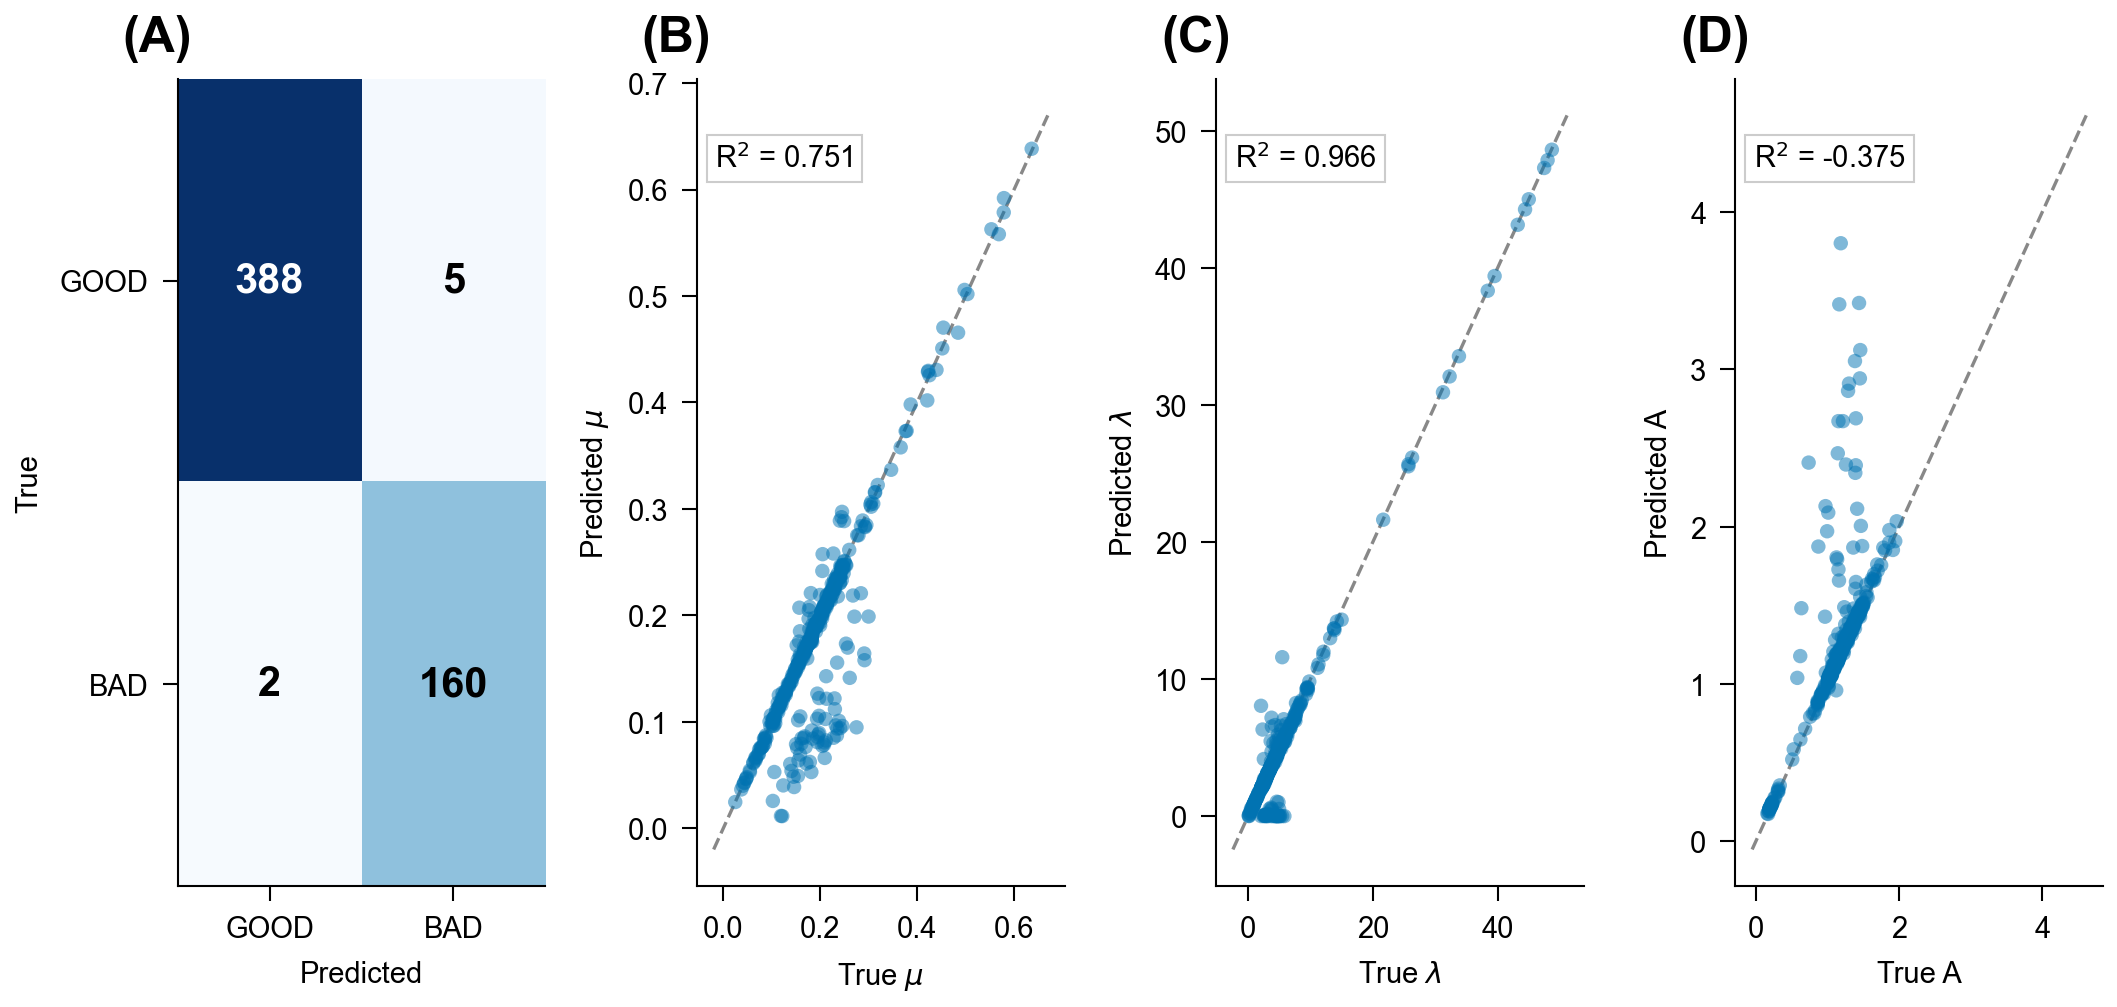 (A)
True
GOOD
BAD
388
5
2
160
GOOD BAD
Predicted
(B)
R² = 0.751
Predicted μ
0.7
0.6
0.5
0.4
0.3
0.2
0.1
0.0
0.0 0.2 0.4 0.6
True μ
(C)
R² = 0.966
Predicted λ
50
40
30
20
10
0
0 20 40
True λ
(D)
R² = -0.375
Predicted A
4
3
2
1
0
0 2 4
True A